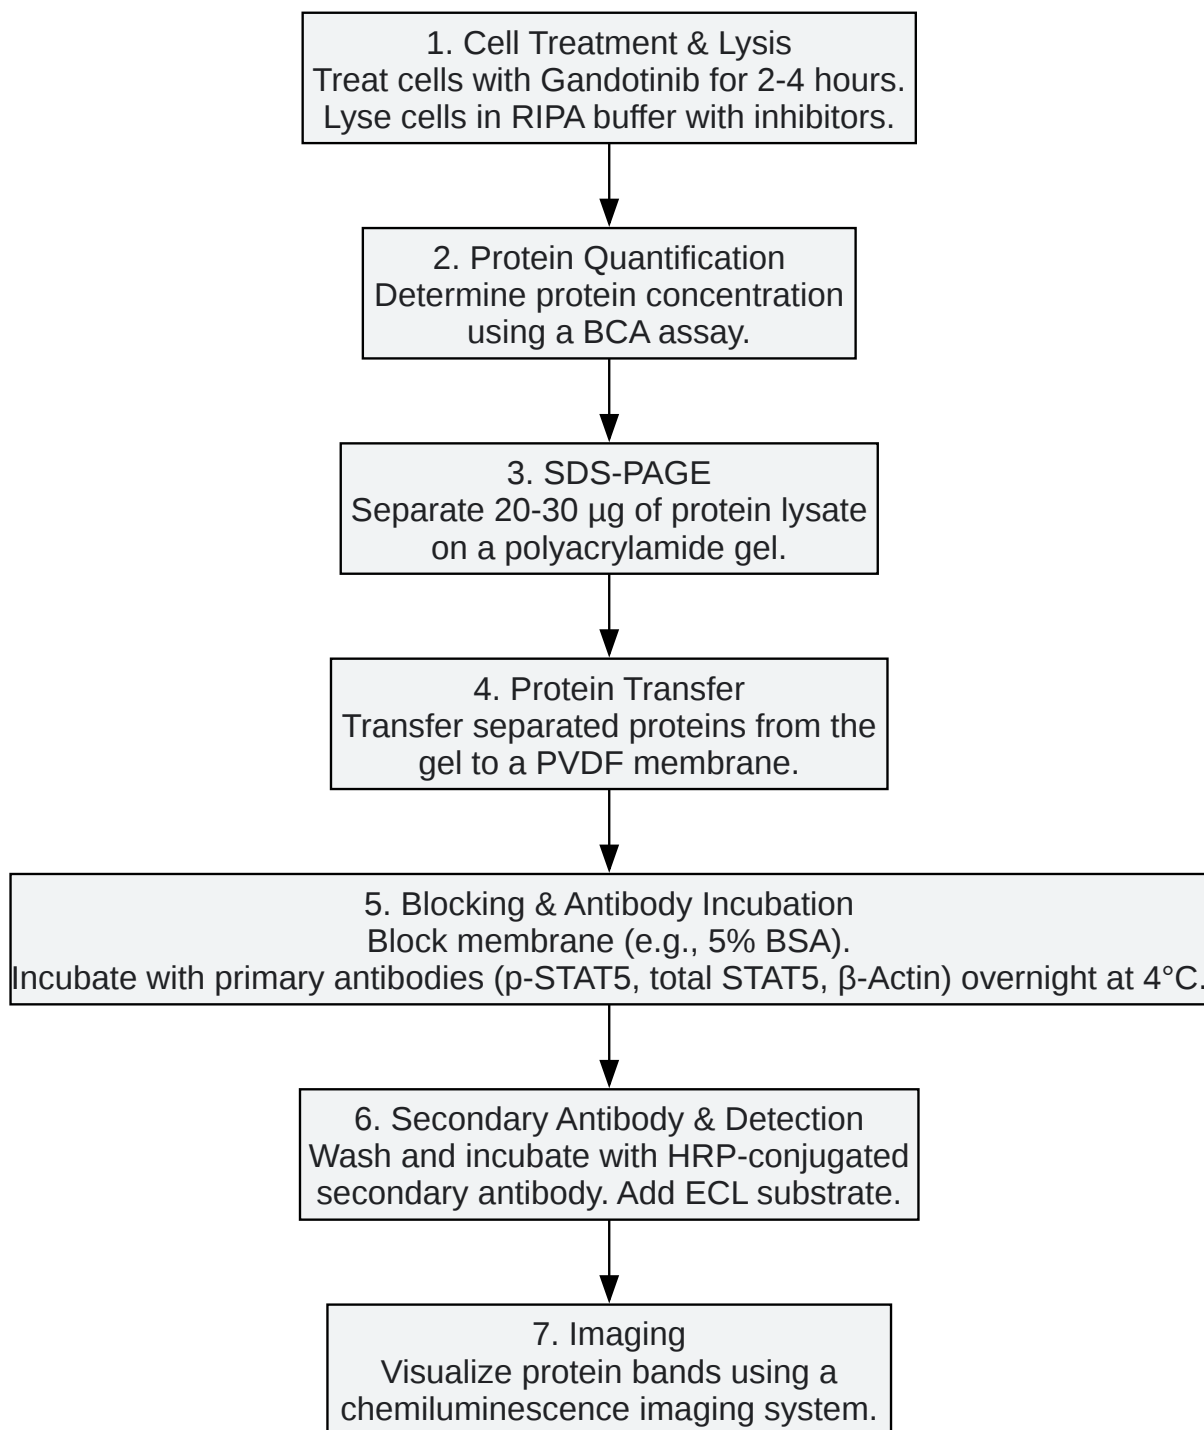 1. Cell Treatment & Lysis
Treat cells with Gandotinib for 2-4 hours.
Lyse cells in RIPA buffer with inhibitors.
2. Protein Quantification
Determine protein concentration
using a BCA assay.
3. SDS-PAGE
Separate 20-30 µg of protein lysate
on a polyacrylamide gel.
4. Protein Transfer
Transfer separated proteins from the
gel to a PVDF membrane.
5. Blocking & Antibody Incubation
Block membrane (e.g., 5% BSA).
Incubate with primary antibodies (p-STAT5, total STAT5, β-Actin) overnight at 4°C.
6. Secondary Antibody & Detection
Wash and incubate with HRP-conjugated
secondary antibody. Add ECL substrate.
7. Imaging
Visualize protein bands using a
chemiluminescence imaging system.